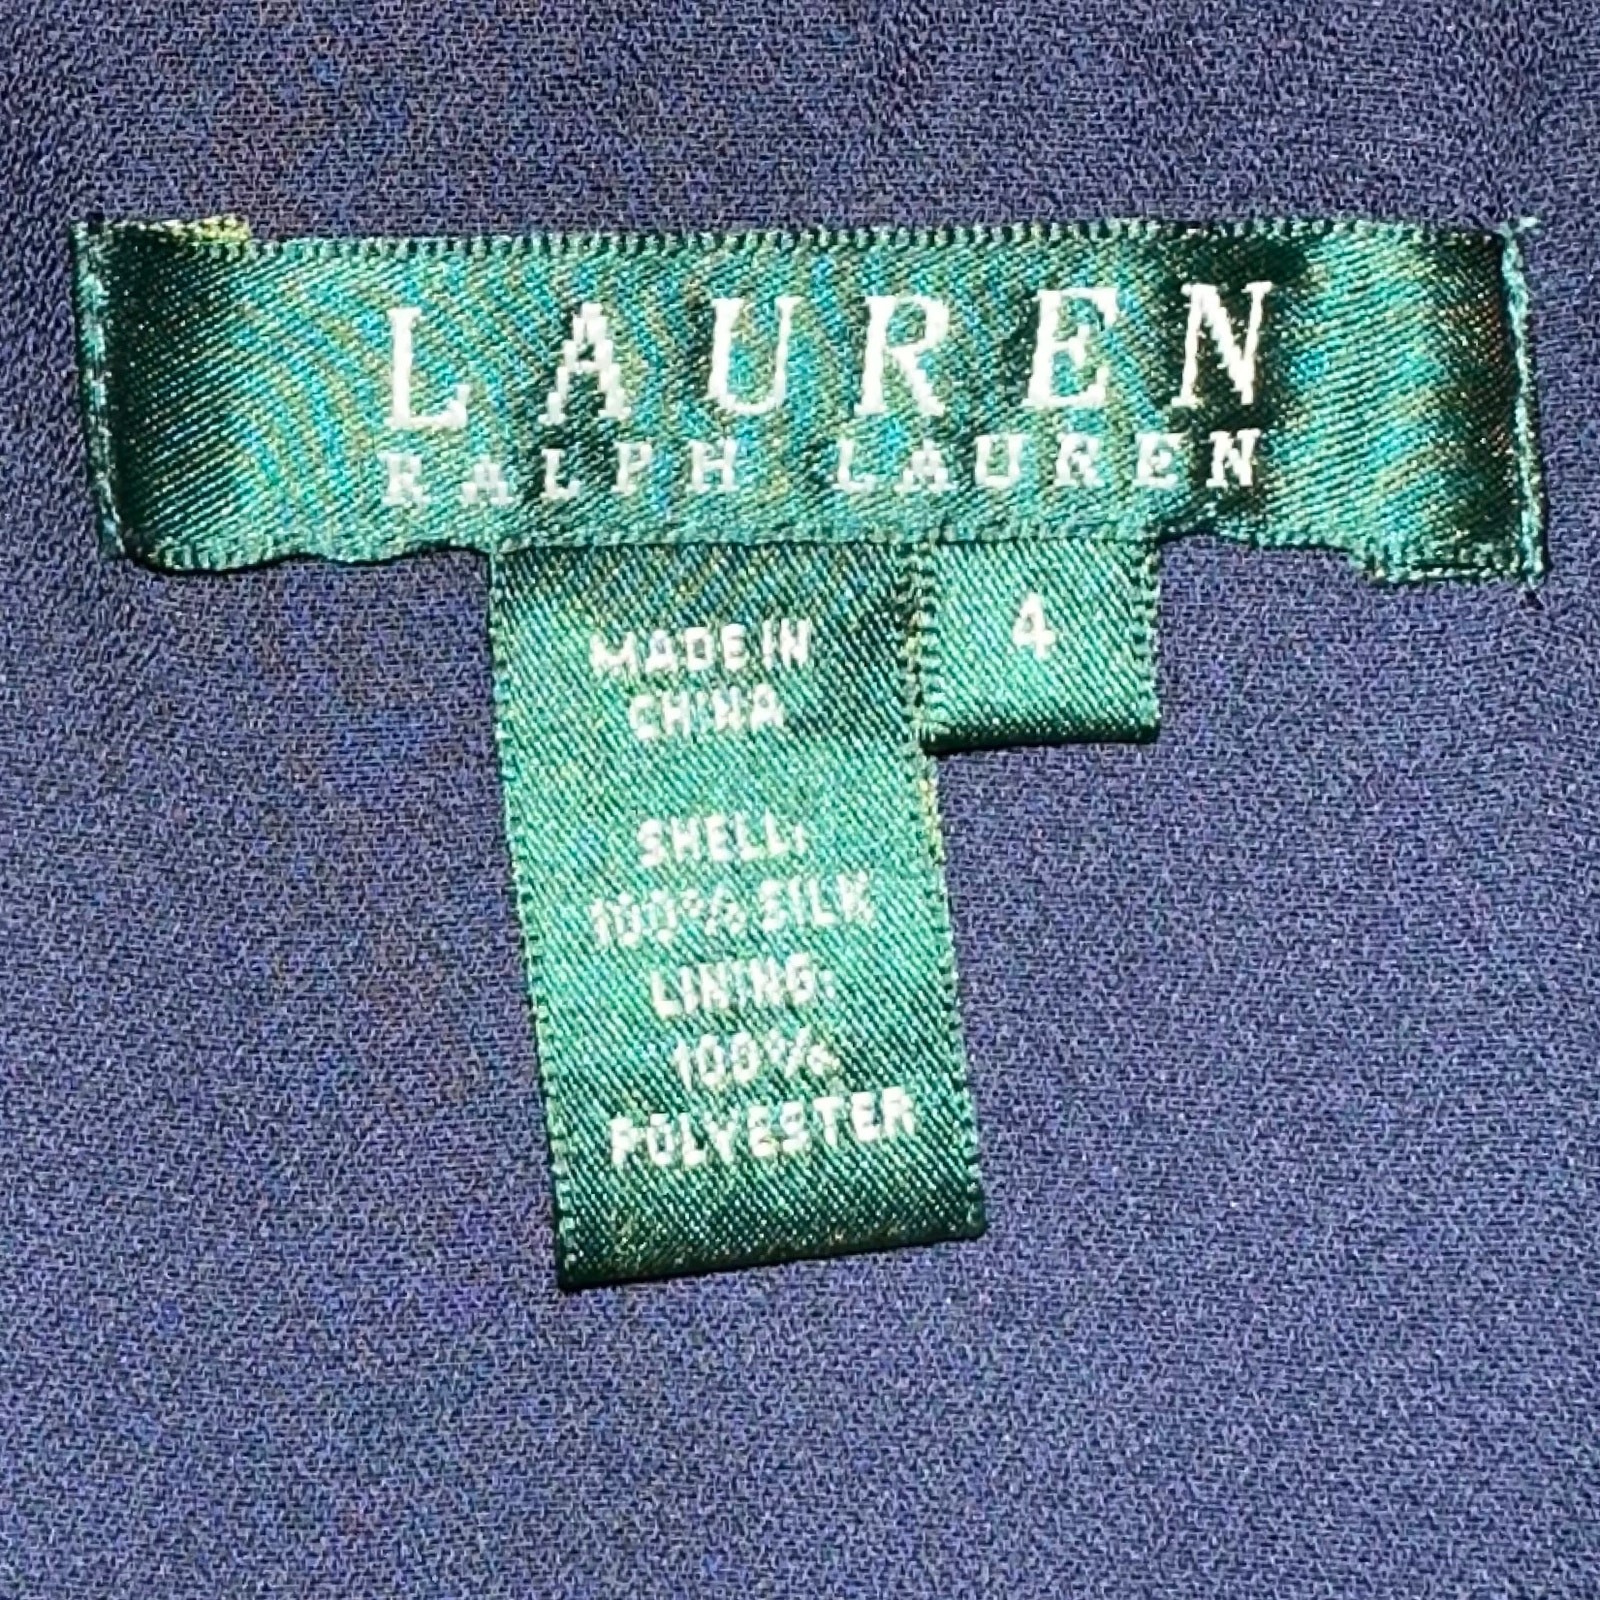 LAUREN
RALPH LAUREN
4
MADE IN
CHINA
SHELL:
100% SILK
LINING:
100%
POLYESTER